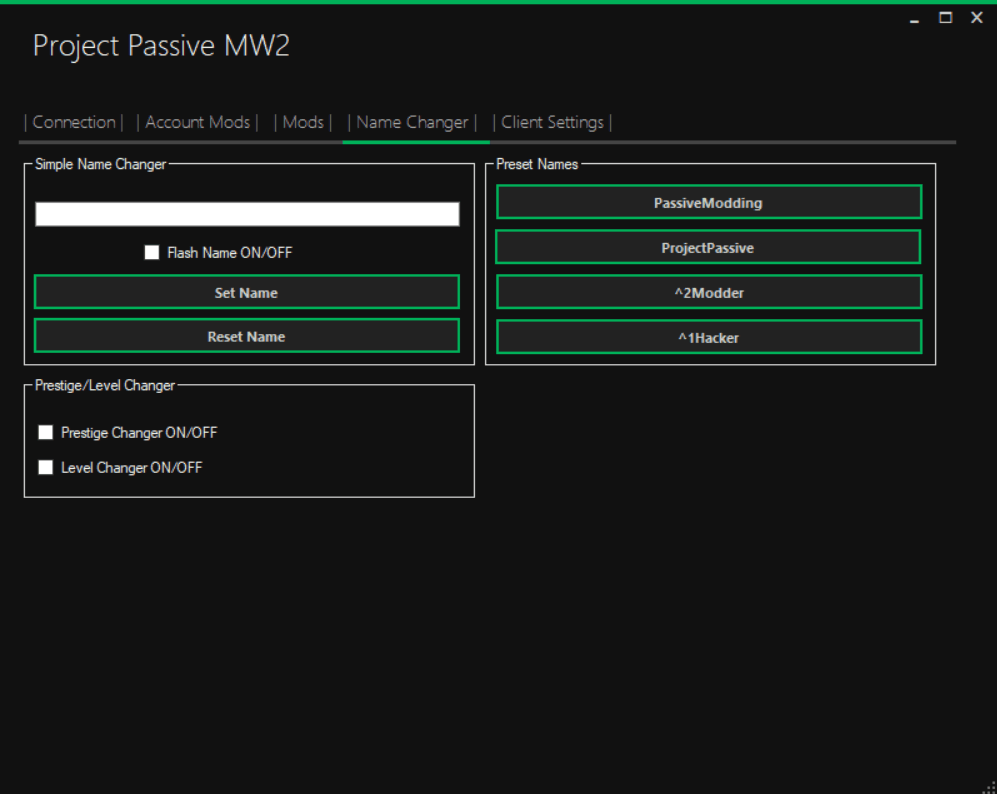 Project Passive MW2
| Connection | | Account Mods | | Mods | | Name Changer | | Client Settings |
Simple Name Changer
Flash Name ON/OFF
Set Name
Reset Name
Preset Names
PassiveModding
ProjectPassive
^2Modder
^1Hacker
Prestige/Level Changer
Prestige Changer ON/OFF
Level Changer ON/OFF